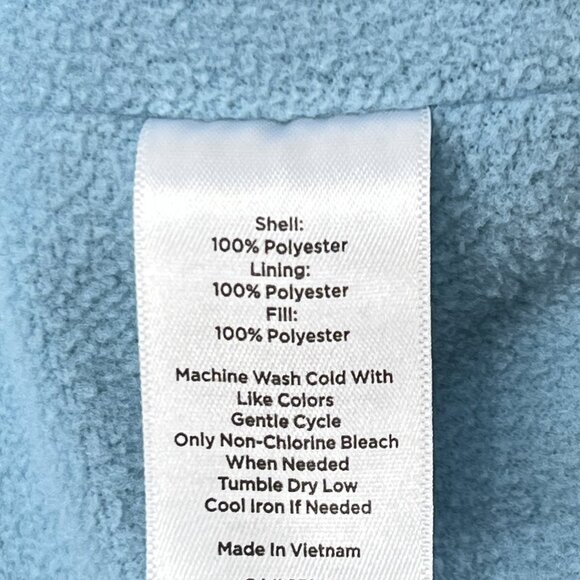 Shell:
100% Polyester
Lining:
100% Polyester
Fill:
100% Polyester
Machine Wash Cold With
Like Colors
Gentle Cycle
Only Non-Chlorine Bleach
When Needed
Tumble Dry Low
Cool Iron If Needed
Made In Vietnam